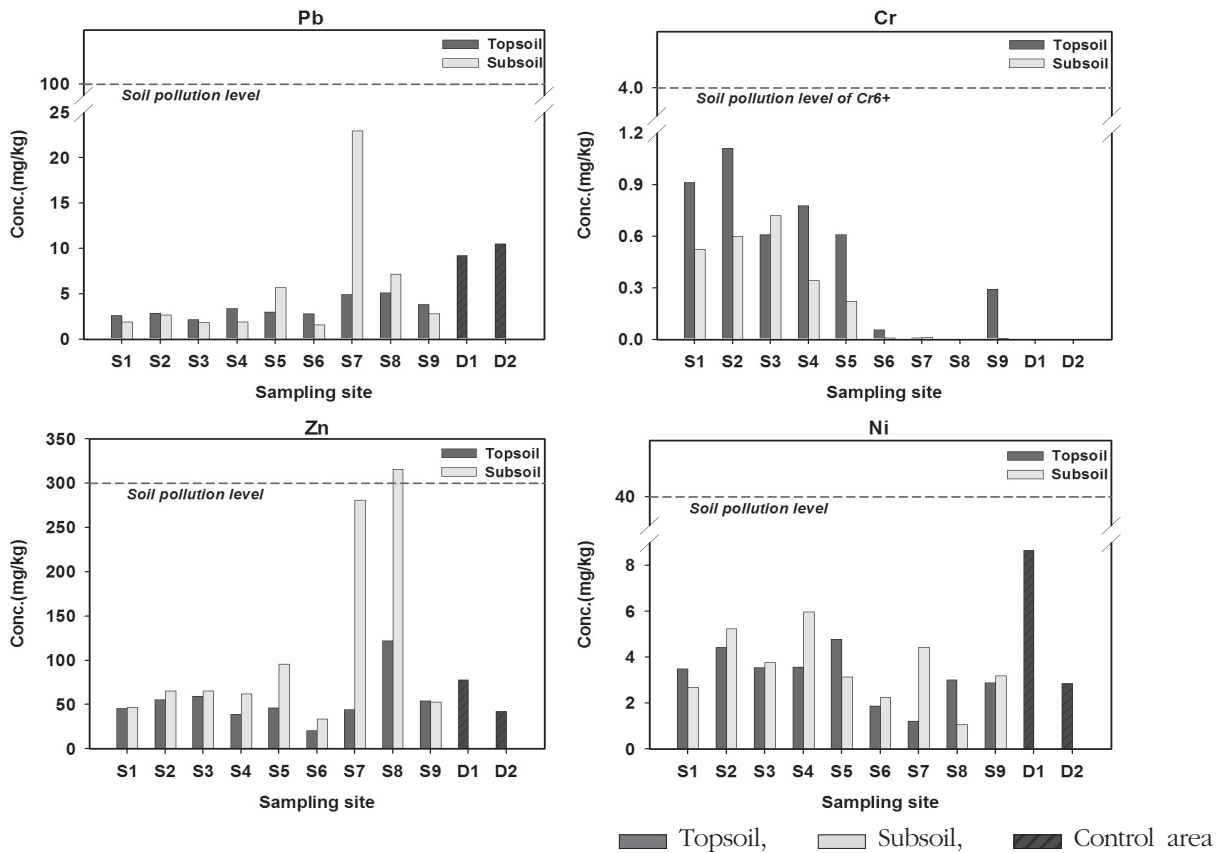 Pb
Topsoil
Subsoil
100
Soil pollution level
25
20
15
10
5
0
Conc.(mg/kg)
S1 S2 S3 S4 S5 S6 S7 S8 S9 D1 D2
Sampling site
Cr
Topsoil
Subsoil
4.0
Soil pollution level of Cr6+
1.2
0.9
0.6
0.3
0.0
Conc.(mg/kg)
S1 S2 S3 S4 S5 S6 S7 S8 S9 D1 D2
Sampling site
Zn
Topsoil
Subsoil
350
300
Soil pollution level
250
200
150
100
50
0
Conc.(mg/kg)
S1 S2 S3 S4 S5 S6 S7 S8 S9 D1 D2
Sampling site
Ni
Topsoil
Subsoil
40
Soil pollution level
8
6
4
2
0
Conc.(mg/kg)
S1 S2 S3 S4 S5 S6 S7 S8 S9 D1 D2
Sampling site
Topsoil, Subsoil, Control area